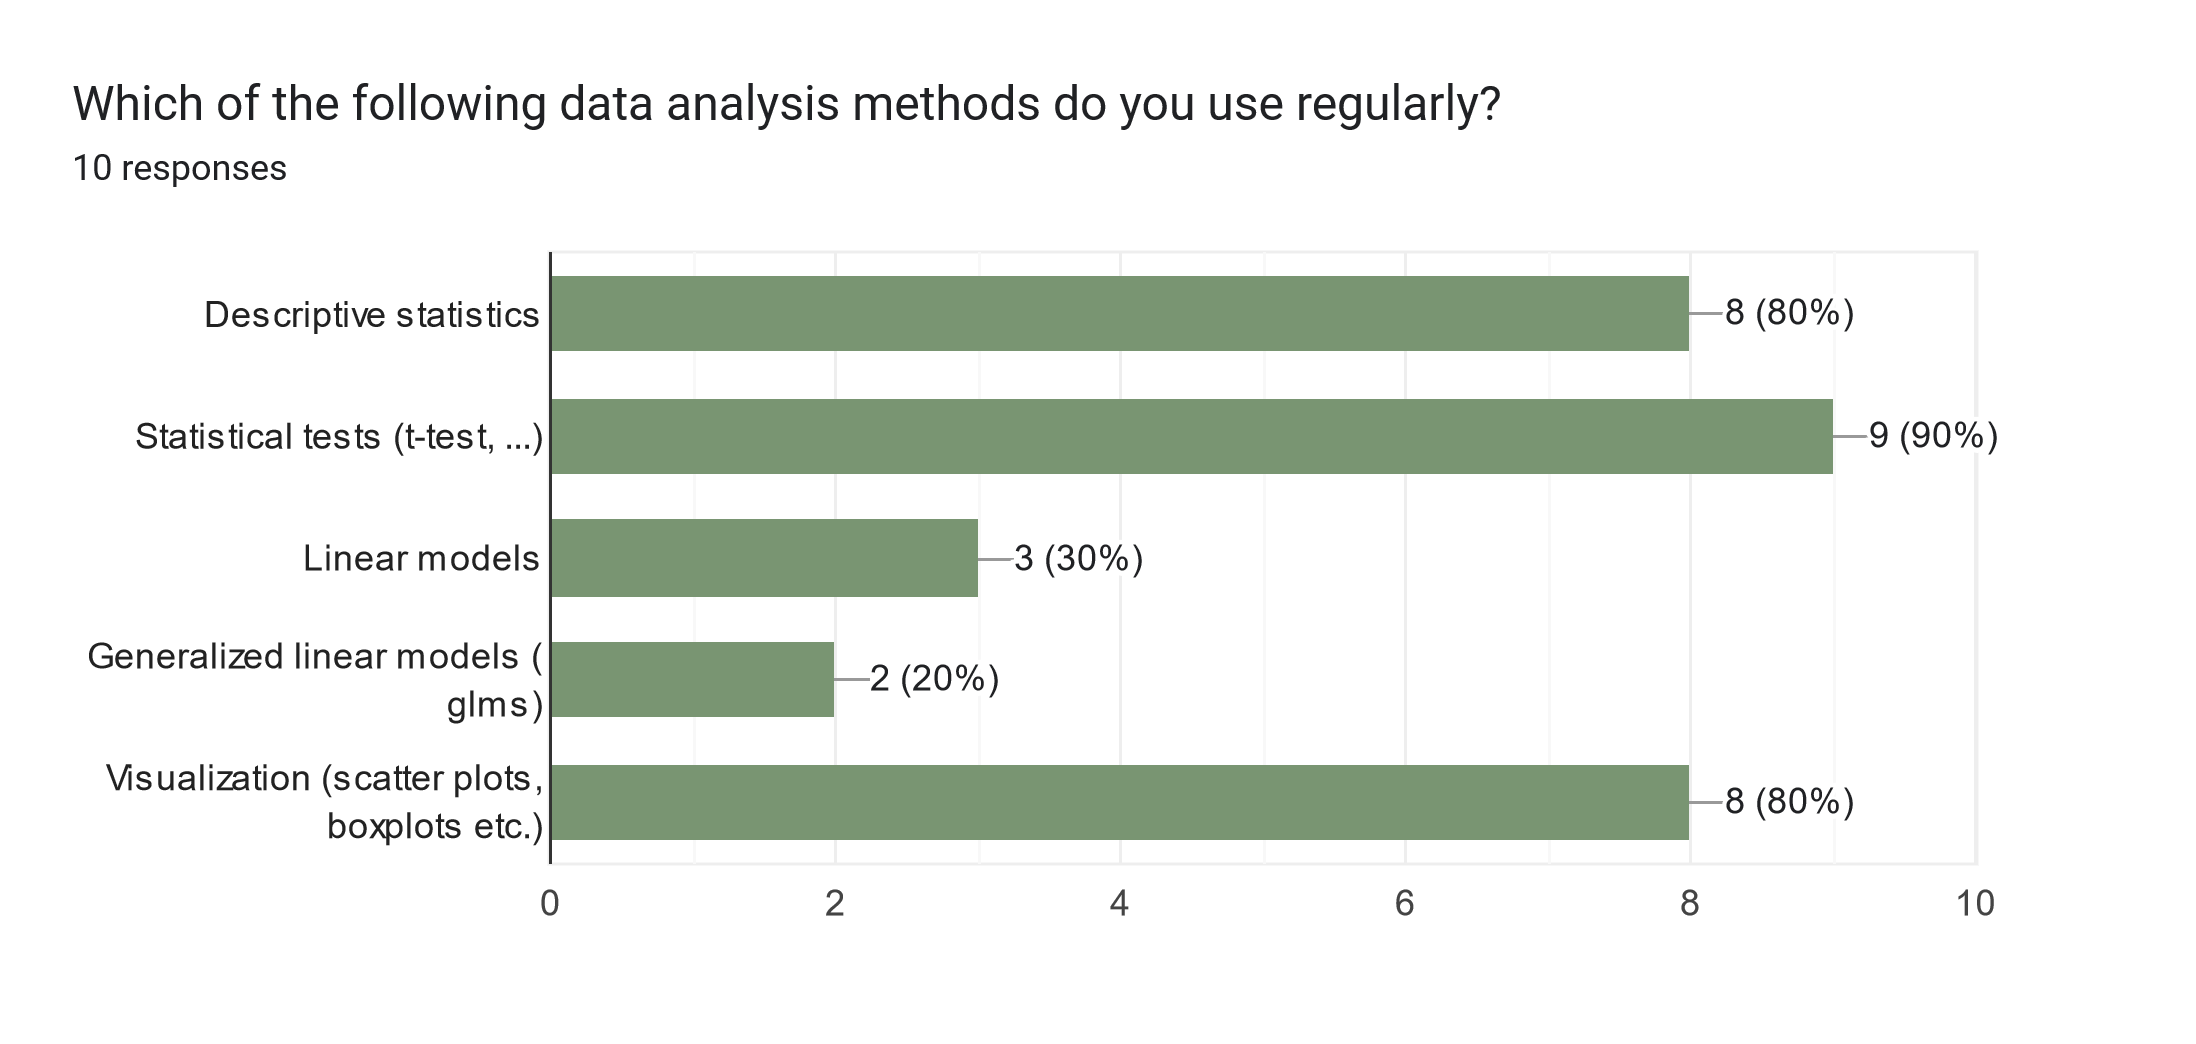 Which of the following data analysis methods do you use regularly?
10 responses
Descriptive statistics
8 (80%)
Statistical tests (t-test, ...)
9 (90%)
Linear models
3 (30%)
Generalized linear models (
glms)
2 (20%)
Visualization (scatter plots,
boxplots etc.)
8 (80%)
0 2 4 6 8 10